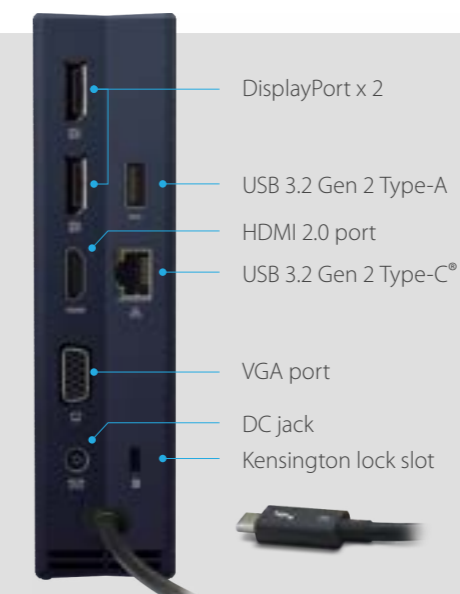 DisplayPort x 2
USB 3.2 Gen 2 Type-A
HDMI 2.0 port
USB 3.2 Gen 2 Type-C®
VGA port
DC jack
Kensington lock slot